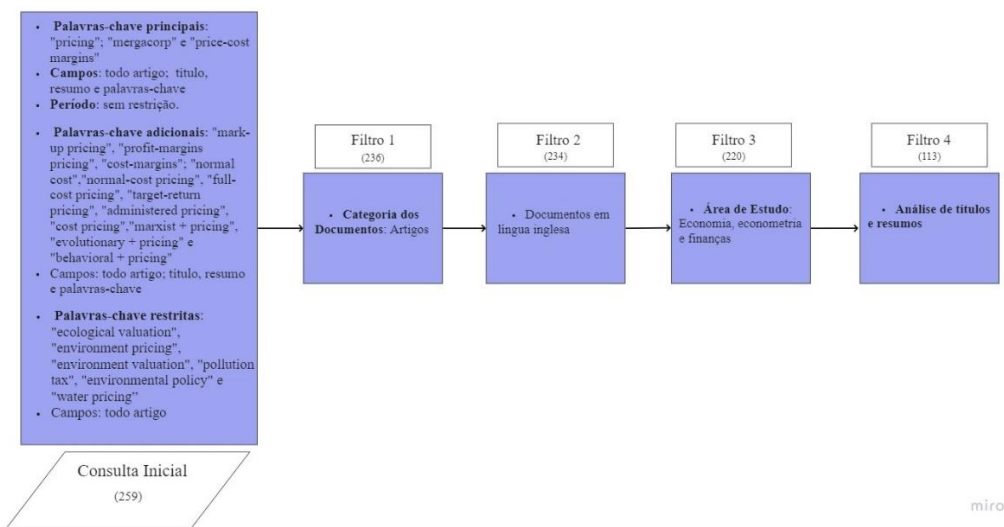 • Palavras-chave principais:
"pricing"; "mergacorp" e "price-cost
margins"
• Campos: todo artigo; titulo,
resumo e palavras-chave
• Período: sem restrição.
• Palavras-chave adicionais: "mark-
up pricing", "profit-margins
pricing", "cost-margins"; "normal
cost","normal-cost pricing", "full-
cost pricing", "target-return
pricing", "administered pricing",
"cost pricing","marxist + pricing",
"evolutionary + pricing" e
"behavioral + pricing"
• Campos: todo artigo; titulo, resumo
e palavras-chave
• Palavras-chave restritas:
"ecological valuation",
"environment pricing",
"environment valuation", "pollution
tax", "environmental policy" e
"water pricing"
• Campos: todo artigo
Consulta Inicial
(259)
Filtro 1
(236)
• Categoria dos
Documentos: Artigos
Filtro 2
(234)
• Documentos em
lingua inglesa
Filtro 3
(220)
• Área de Estudo:
Economia, econometria
e finanças
Filtro 4
(113)
• Análise de titulos
e resumos
miro